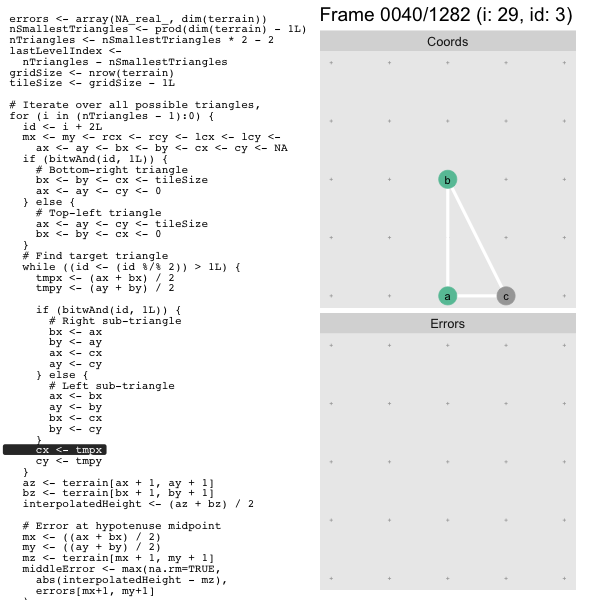 errors <- array(NA_real_, dim(terrain))
nSmallestTriangles <- prod(dim(terrain) - 1L)
nTriangles <- nSmallestTriangles * 2 - 2
lastLevelIndex <-
  nTriangles - nSmallestTriangles
gridSize <- nrow(terrain)
tileSize <- gridSize - 1L

# Iterate over all possible triangles,
for (i in (nTriangles - 1):0) {
  id <- i + 2L
  mx <- my <- rcx <- rcy <- lcx <- lcy <-
    ax <- ay <- bx <- by <- cx <- cy <- NA
  if (bitwAnd(id, 1L)) {
    # Bottom-right triangle
    bx <- by <- cx <- tileSize
    ax <- ay <- cy <- 0
  } else {
    # Top-left triangle
    ax <- ay <- cy <- tileSize
    bx <- by <- cx <- 0
  }
  # Find target triangle
  while ((id <- (id %/% 2)) > 1L) {
    tmpx <- (ax + bx) / 2
    tmpy <- (ay + by) / 2

    if (bitwAnd(id, 1L)) {
      # Right sub-triangle
      bx <- ax
      by <- ay
      ax <- cx
      ay <- cy
    } else {
      # Left sub-triangle
      ax <- bx
      ay <- by
      bx <- cx
      by <- cy
    }
    cx <- tmpx
    cy <- tmpy
  }
  az <- terrain[ax + 1, ay + 1]
  bz <- terrain[bx + 1, by + 1]
  interpolatedHeight <- (az + bz) / 2

  # Error at hypotenuse midpoint
  mx <- ((ax + bx) / 2)
  my <- ((ay + by) / 2)
  mz <- terrain[mx + 1, my + 1]
  middleError <- max(na.rm=TRUE,
    abs(interpolatedHeight - mz),
    errors[mx+1, my+1]
Frame 0040/1282 (i: 29, id: 3)
Coords
b
a c
Errors